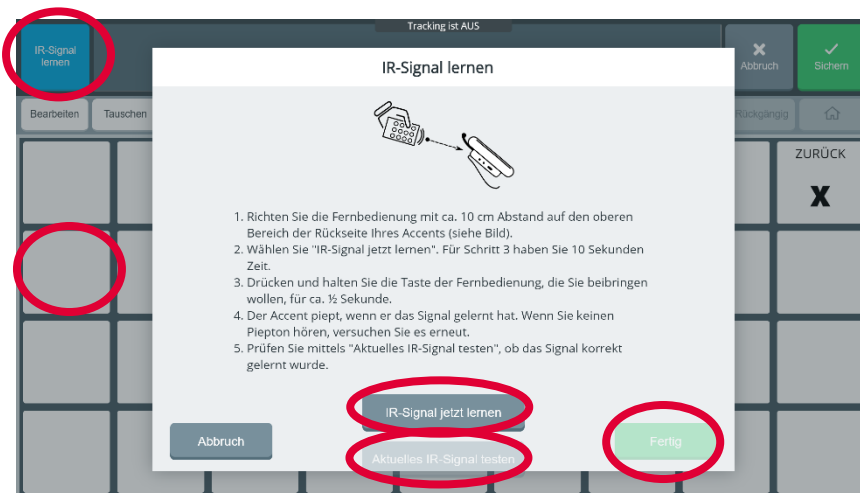 Tracking ist AUS
IR-Signal
lernen
Abbruch
Sichern
Bearbeiten
Tauschen
Rückgängig
ZURÜCK
X
IR-Signal lernen
1. Richten Sie die Fernbedienung mit ca. 10 cm Abstand auf den oberen
Bereich der Rückseite Ihres Accents (siehe Bild).
2. Wählen Sie "IR-Signal jetzt lernen". Für Schritt 3 haben Sie 10 Sekunden
Zeit.
3. Drücken und halten Sie die Taste der Fernbedienung, die Sie beibringen
wollen, für ca. ½ Sekunde.
4. Der Accent piept, wenn er das Signal gelernt hat. Wenn Sie keinen
Piepton hören, versuchen Sie es erneut.
5. Prüfen Sie mittels "Aktuelles IR-Signal testen", ob das Signal korrekt
gelernt wurde.
IR-Signal jetzt lernen
Abbruch
Fertig
Aktuelles IR-Signal testen